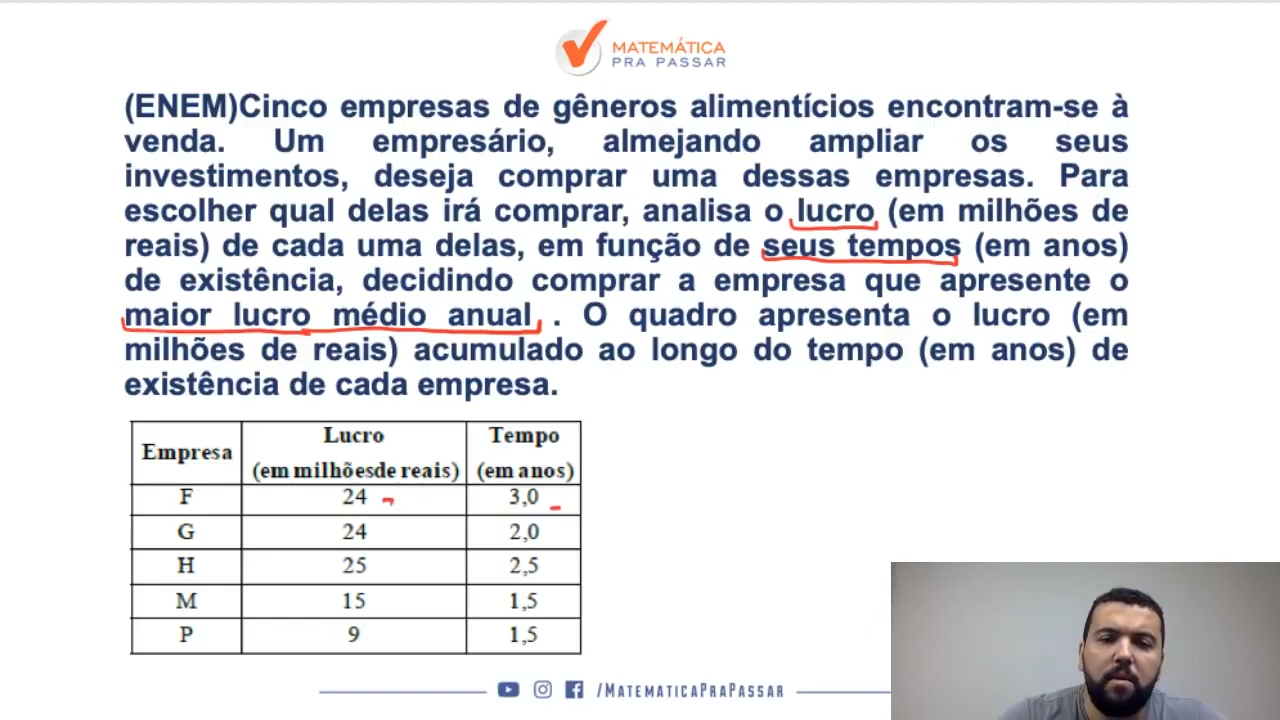 MATEMÁTICA
PRA PASSAR
(ENEM)Cinco empresas de gêneros alimentícios encontram-se à
venda. Um empresário, almejando ampliar os seus
investimentos, deseja comprar uma dessas empresas. Para
escolher qual delas irá comprar, analisa o lucro (em milhões de
reais) de cada uma delas, em função de seus tempos (em anos)
de existência, decidindo comprar a empresa que apresente o
maior lucro médio anual . O quadro apresenta o lucro (em
milhões de reais) acumulado ao longo do tempo (em anos) de
existência de cada empresa.
Empresa Lucro (em milhõesde reais) Tempo (em anos)
F 24 3,0
G 24 2,0
H 25 2,5
M 15 1,5
P 9 1,5
/MATEMATICAPRAPASSAR